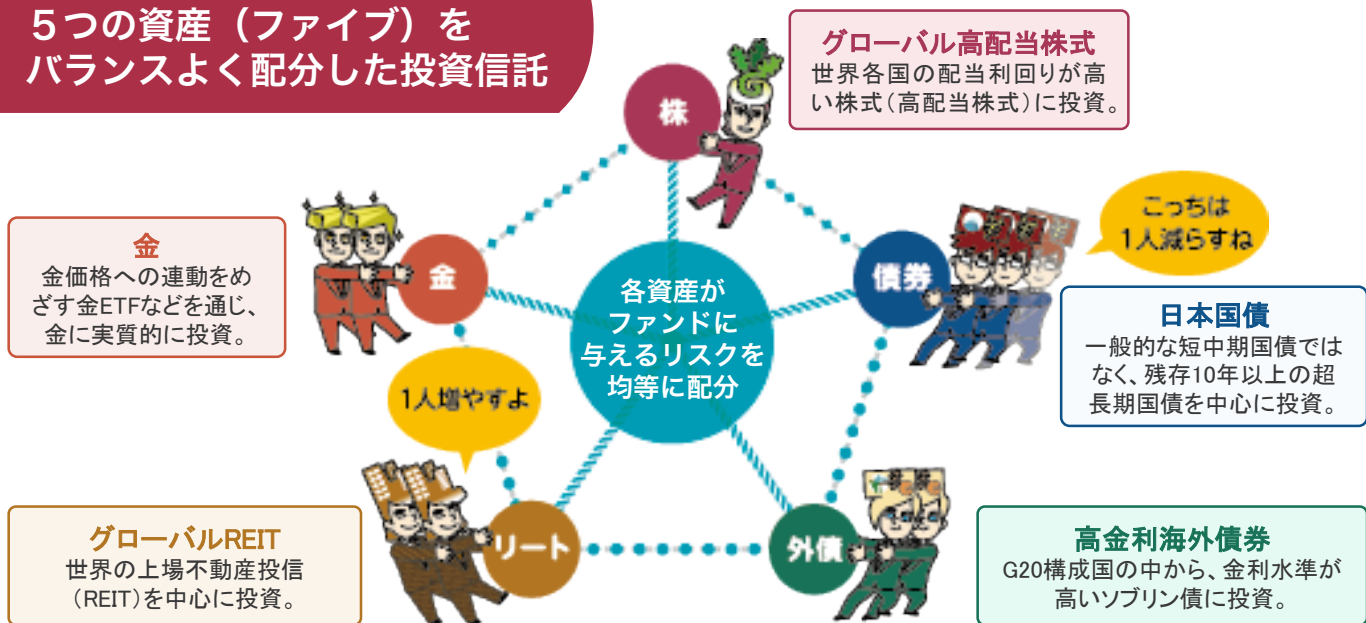 5つの資産（ファイブ）を
バランスよく配分した投資信託
グローバル高配当株式
世界各国の配当利回りが高
い株式（高配当株式）に投資。
株
こっちは
1人減らすね
金
金価格への連動をめ
ざす金ETFなどを通じ、
金に実質的に投資。
金
債券
各資産が
ファンドに
与えるリスクを
均等に配分
日本国債
一般的な短中期国債では
なく、残存10年以上の超
長期国債を中心に投資。
1人増やすよ
グローバルREIT
世界の上場不動産投信
（REIT）を中心に投資。
リート
外債
高金利海外債券
G20構成国の中から、金利水準が
高いソブリン債に投資。